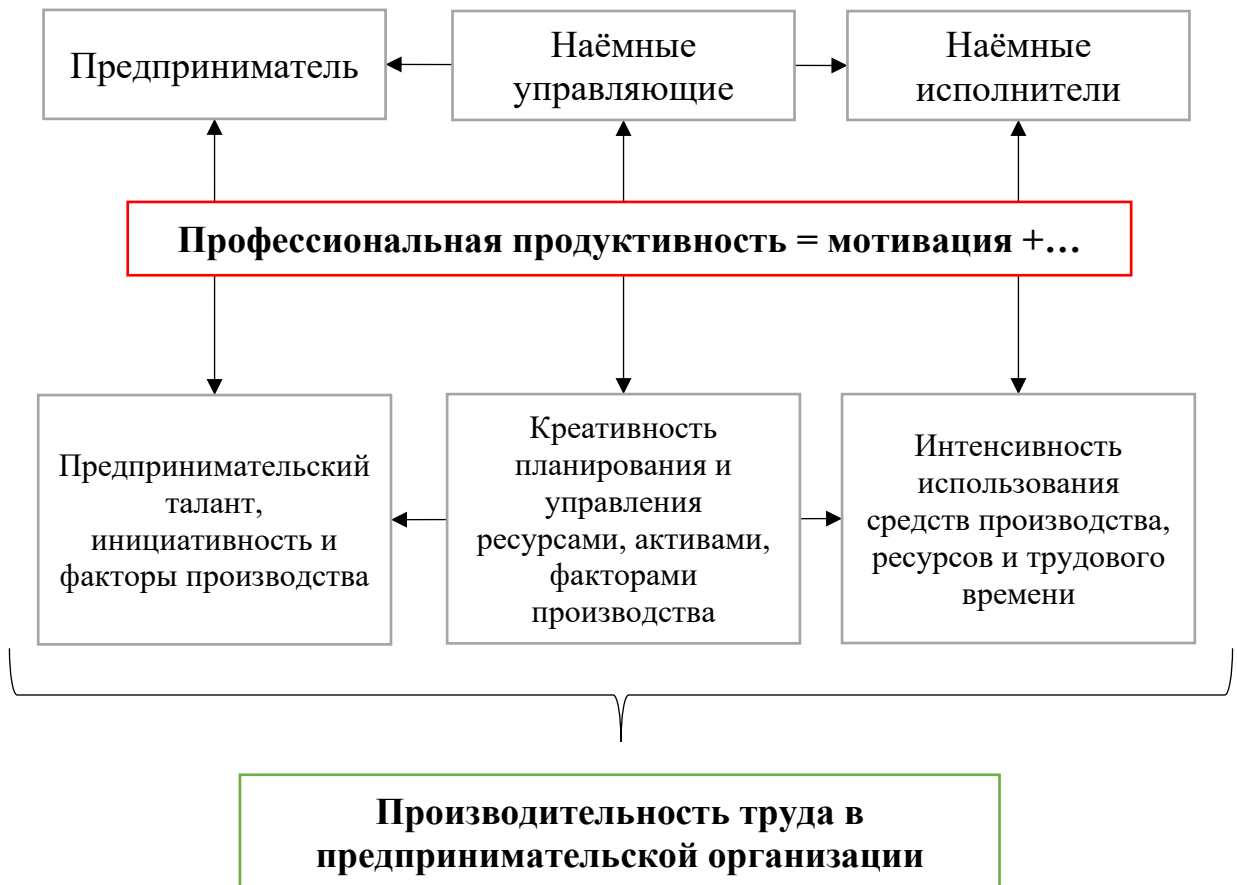 Предприниматель
Наёмные
управляющие
Наёмные
исполнители
Профессиональная продуктивность = мотивация +…
Предпринимательский
талант,
инициативность и
факторы производства
Креативность
планирования и
управления
ресурсами, активами,
факторами
производства
Интенсивность
использования
средств производства,
ресурсов и трудового
времени
Производительность труда в
предпринимательской организации